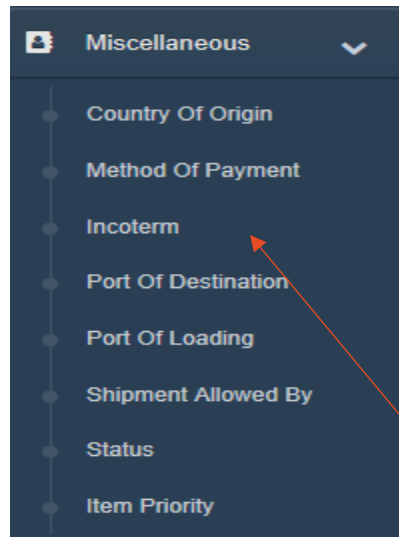 Miscellaneous
Country Of Origin
Method Of Payment
Incoterm
Port Of Destination
Port Of Loading
Shipment Allowed By
Status
Item Priority